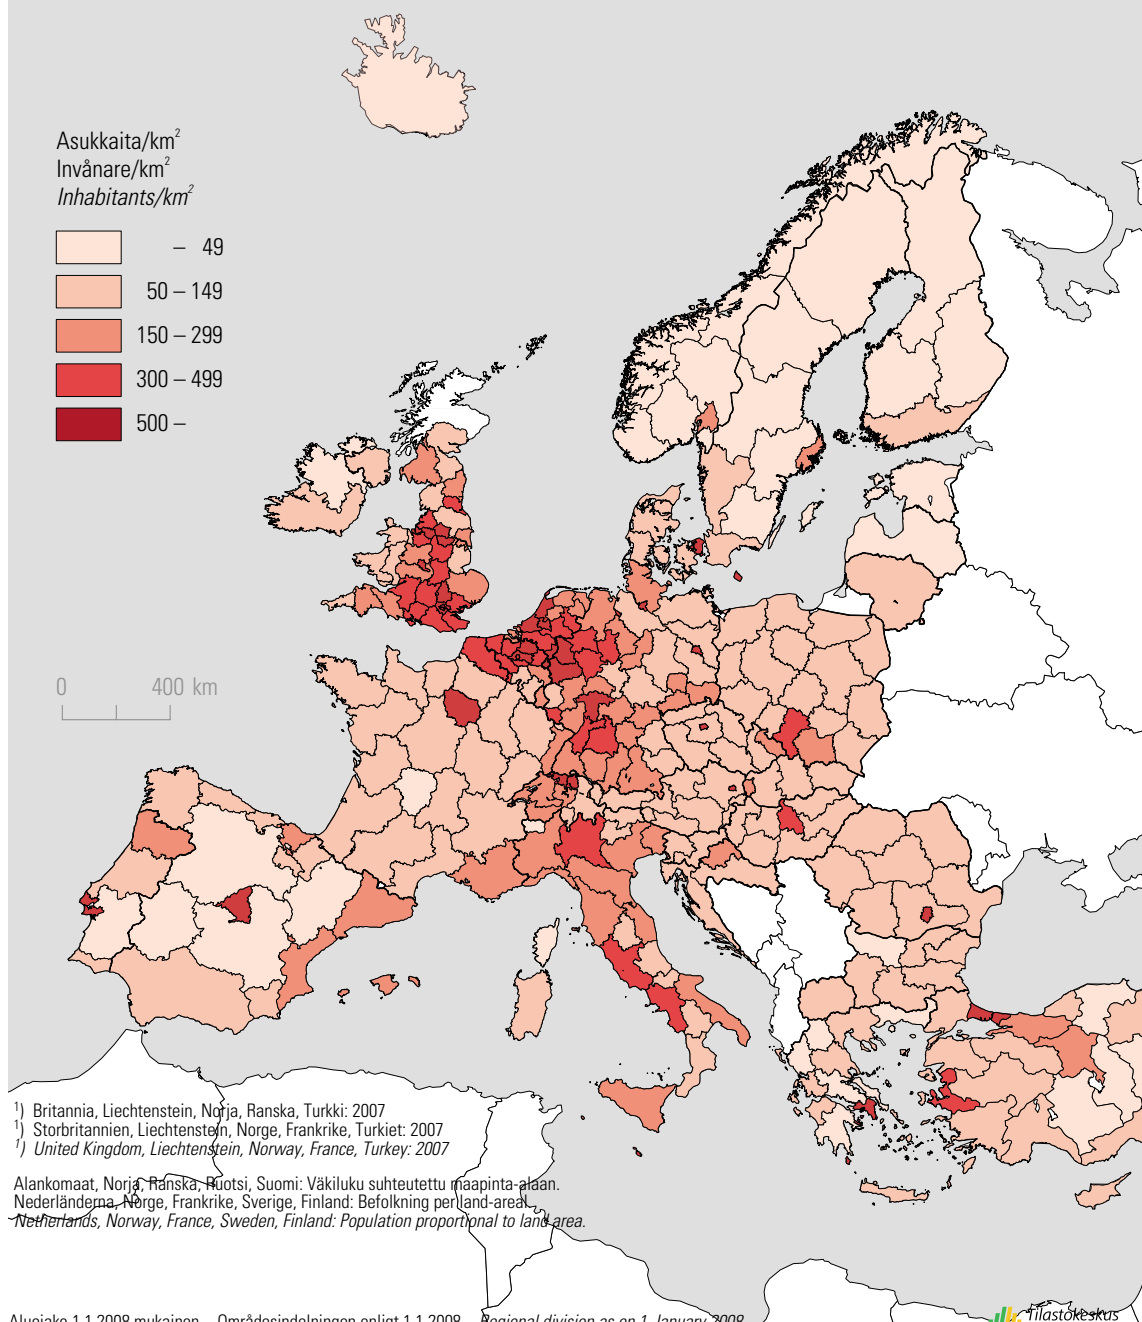 Asukkaita/km²
Invånare/km²
Inhabitants/km²
– 49
50 – 149
150 – 299
300 – 499
500 –
0 400 km
¹) Britannia, Liechtenstein, Norja, Ranska, Turkki: 2007
¹) Storbritannien, Liechtenstein, Norge, Frankrike, Turkiet: 2007
¹) United Kingdom, Liechtenstein, Norway, France, Turkey: 2007
Alankomaat, Norja, Ranska, Ruotsi, Suomi: Väkiluku suhteutettu maapinta-alaan.
Nederländerna, Norge, Frankrike, Sverige, Finland: Befolkning per land-areal.
Netherlands, Norway, France, Sweden, Finland: Population proportional to land area.
Aluejako 1.1.2008 mukainen – Områdesindelningen enligt 1.1.2008 – Regional division as on 1 January 2008
Tilastokeskus